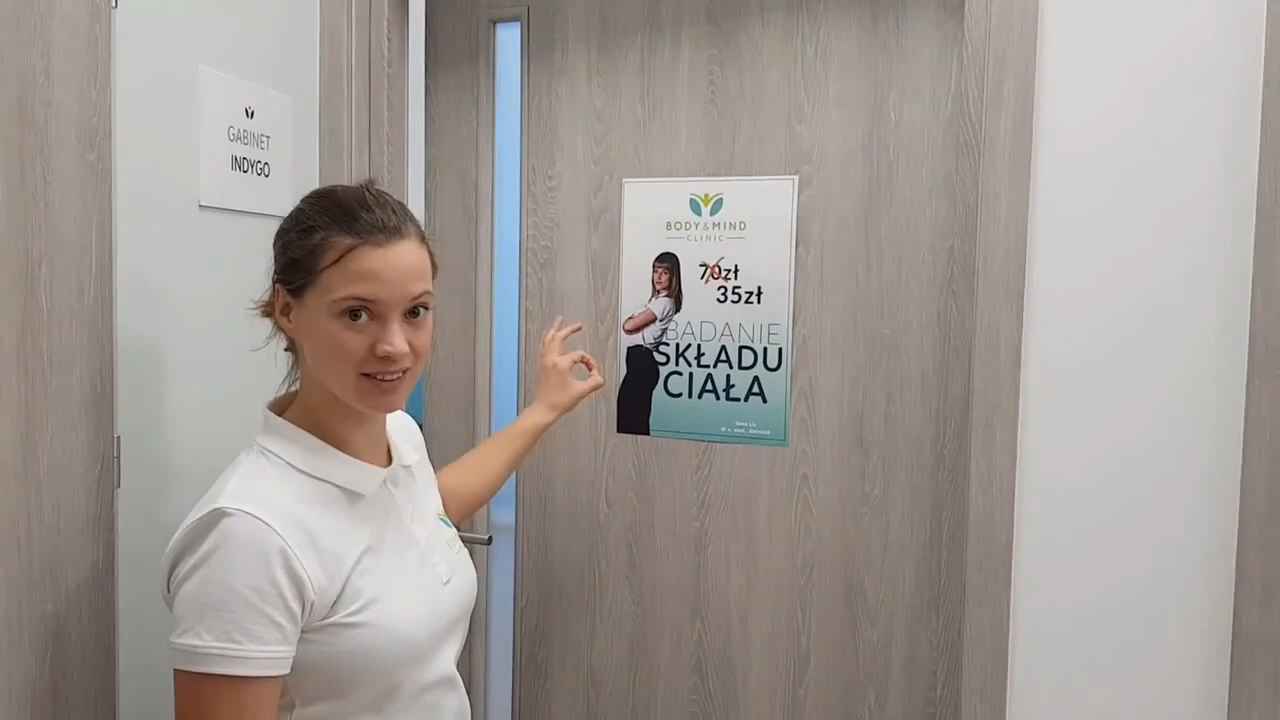 GABINET
INDYGO
BODY&MIND
CLINIC
70zł
35zł
BADANIE
SKŁADU
CIAŁA